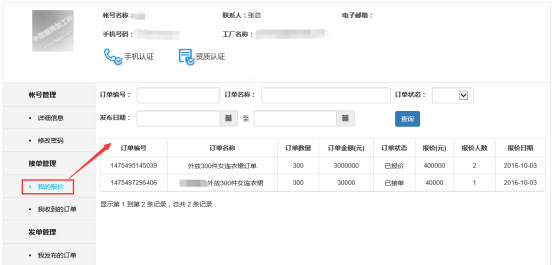 中国服饰加工网
帐号名称： 联系人：张总 电子邮箱：
手机号码： 工厂名称：
手机认证 资质认证
帐号管理
• 详细信息
• 修改密码
接单管理
• 我的报价
• 我收到的订单
发单管理
• 我发布的订单
订单编号： 订单名称： 订单状态：
发布日期： 至 查询
订单编号 订单名称 订单数量 订单金额(元) 订单状态 报价(元) 报价人数 报价日期
1475495145039 外放300件女连衣裙订单 300 3000000 已报价 400000 2 2016-10-03
1475497295406 外放300件女连衣裙 300 30000 已接单 40000 1 2016-10-03
显示第 1 到第 2 条记录，总共 2 条记录